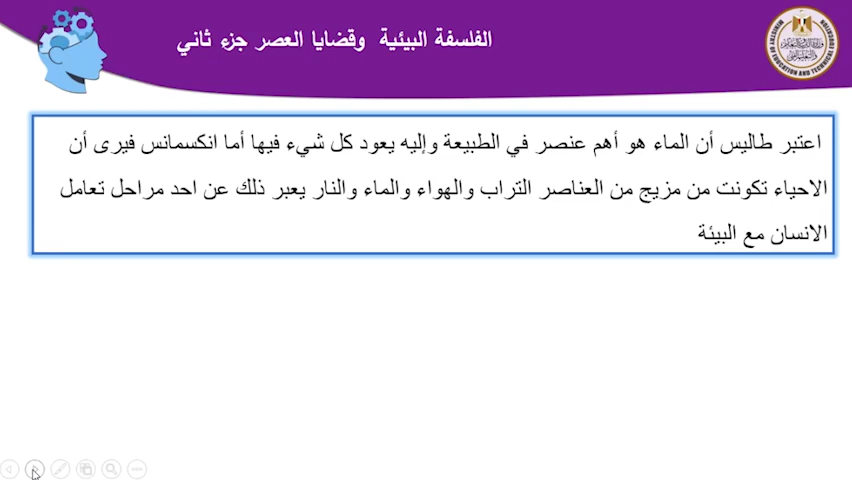 الفلسفة البيئية وقضايا العصر جزء ثاني
اعتبر طاليس أن الماء هو أهم عنصر في الطبيعة وإليه يعود كل شيء فيها أما انكسمانس فيرى أن
الاحياء تكونت من مزيج من العناصر التراب والهواء والماء والنار يعبر ذلك عن احد مراحل تعامل
الانسان مع البيئة